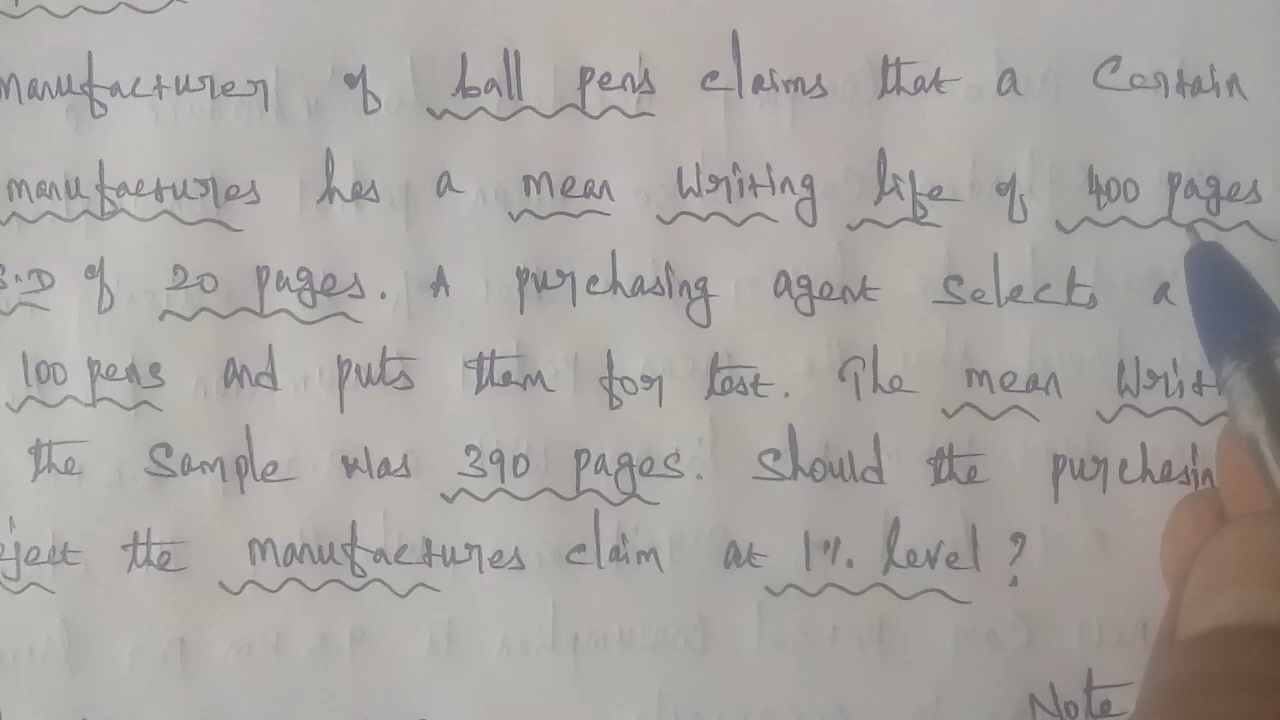 manufacturer of ball pens claims that a Certain
manufactures has a mean writing life of 400 pages
S.D of 20 pages. A purchasing agent selects a
100 pens and puts them for test. The mean
the sample was 390 pages. Should the
the manufactures claim at 1% level?
Note